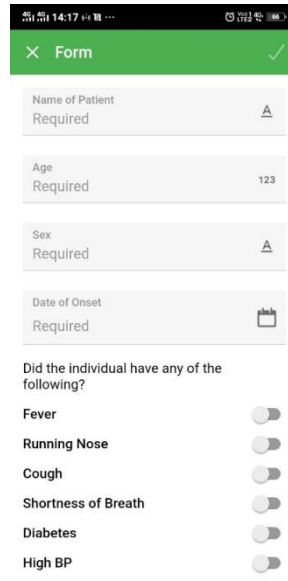 14:17
Form
Name of Patient
Required
A
Age
Required
123
Sex
Required
A
Date of Onset
Required
Did the individual have any of the
following?
Fever
Running Nose
Cough
Shortness of Breath
Diabetes
High BP